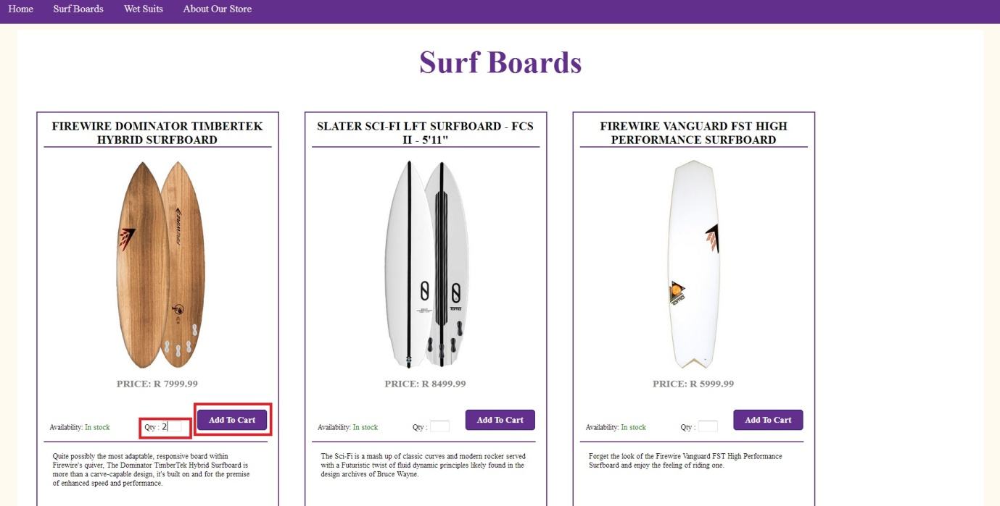 Home Surf Boards Wet Suits About Our Store
Surf Boards
FIREWIRE DOMINATOR TIMBERTEK
HYBRID SURFBOARD
PRICE: R 7999.99
Availability: In stock Qty : 2 Add To Cart
Quite possibly the most adaptable, responsive board within
Firewire's quiver, The Dominator TimberTek Hybrid Surfboard is
more than a carve-capable design, it's built on and for the premise
of enhanced speed and performance.
SLATER SCI-FI LFT SURFBOARD - FCS
II - 5'11"
TOMO
PRICE: R 8499.99
Availability: In stock Qty : Add To Cart
The Sci-Fi is a mash up of classic curves and modern rocker served
with a Futuristic twist of fluid dynamic principles likely found in the
design archives of Bruce Wayne.
FIREWIRE VANGUARD FST HIGH
PERFORMANCE SURFBOARD
TOMO
PRICE: R 5999.99
Availability: In stock Qty : Add To Cart
Forget the look of the Firewire Vanguard FST High Performance
Surfboard and enjoy the feeling of riding one.